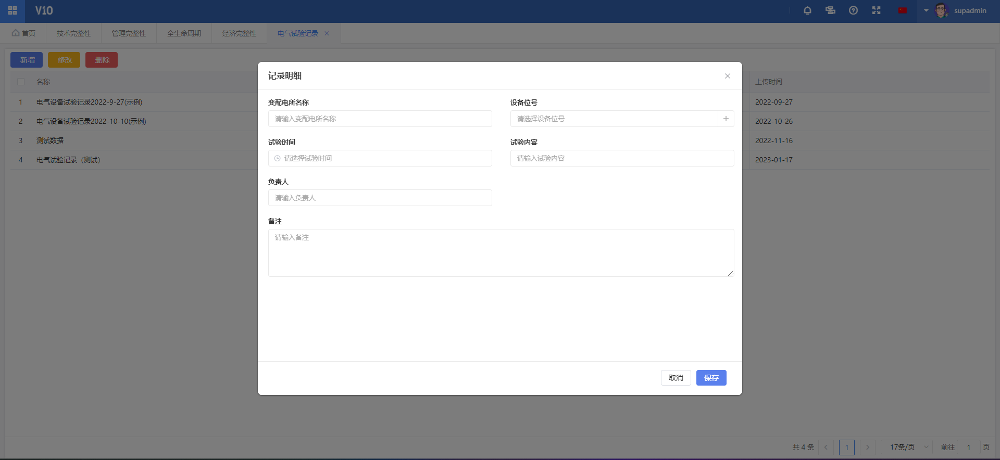 V10
supadmin
首页
技术完整性
管理完整性
全生命周期
经济完整性
电气试验记录
新增
修改
删除
名称
上传时间
1
电气设备试验记录2022-9-27(示例)
2022-09-27
2
电气设备试验记录2022-10-10(示例)
2022-10-26
3
测试数据
2022-11-16
4
电气试验记录（测试）
2023-01-17
记录明细
变配电所名称
请输入变配电所名称
设备位号
请选择设备位号
试验时间
请选择试验时间
试验内容
请输入试验内容
负责人
请输入负责人
备注
请输入备注
取消
保存
共 4 条
1
17条/页
前往
1
页